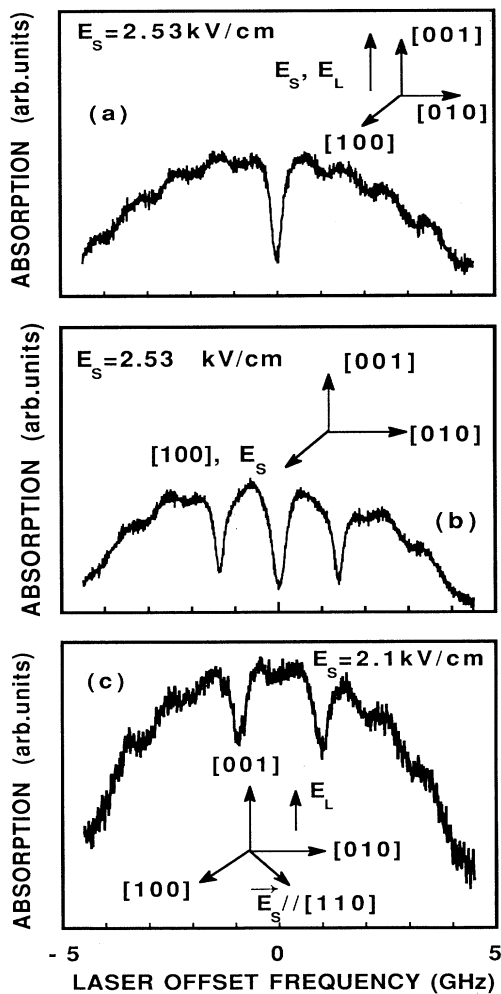 E_S=2.53kV/cm
[001]
E_S, E_L
(a)
[010]
[100]
ABSORPTION (arb.units)
E_S=2.53 kV/cm
[001]
[010]
[100], E_S
(b)
ABSORPTION (arb.units)
(c)
E_S=2.1kV/cm
[001]
E_L
[010]
[100]
E_S//[110]
ABSORPTION (arb.units)
-5 0 5
LASER OFFSET FREQUENCY (GHz)